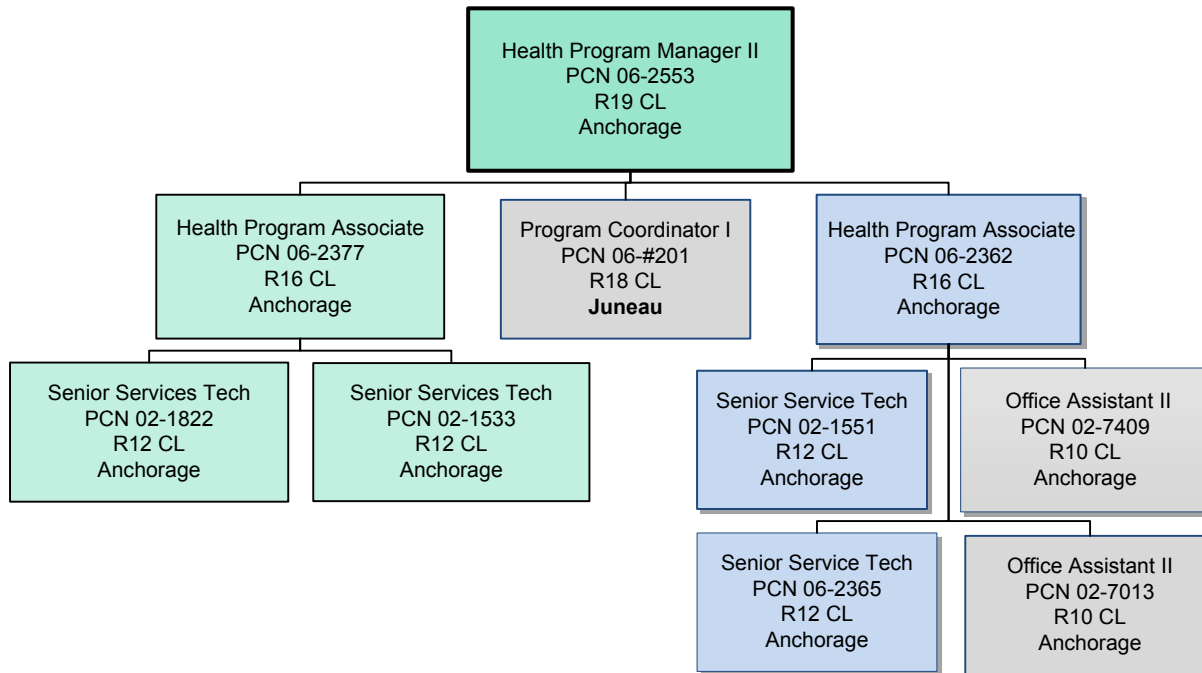 Health Program Manager II
PCN 06-2553
R19 CL
Anchorage
Health Program Associate
PCN 06-2377
R16 CL
Anchorage
Program Coordinator I
PCN 06-#201
R18 CL
Juneau
Health Program Associate
PCN 06-2362
R16 CL
Anchorage
Senior Services Tech
PCN 02-1822
R12 CL
Anchorage
Senior Services Tech
PCN 02-1533
R12 CL
Anchorage
Senior Service Tech
PCN 02-1551
R12 CL
Anchorage
Office Assistant II
PCN 02-7409
R10 CL
Anchorage
Senior Service Tech
PCN 06-2365
R12 CL
Anchorage
Office Assistant II
PCN 02-7013
R10 CL
Anchorage